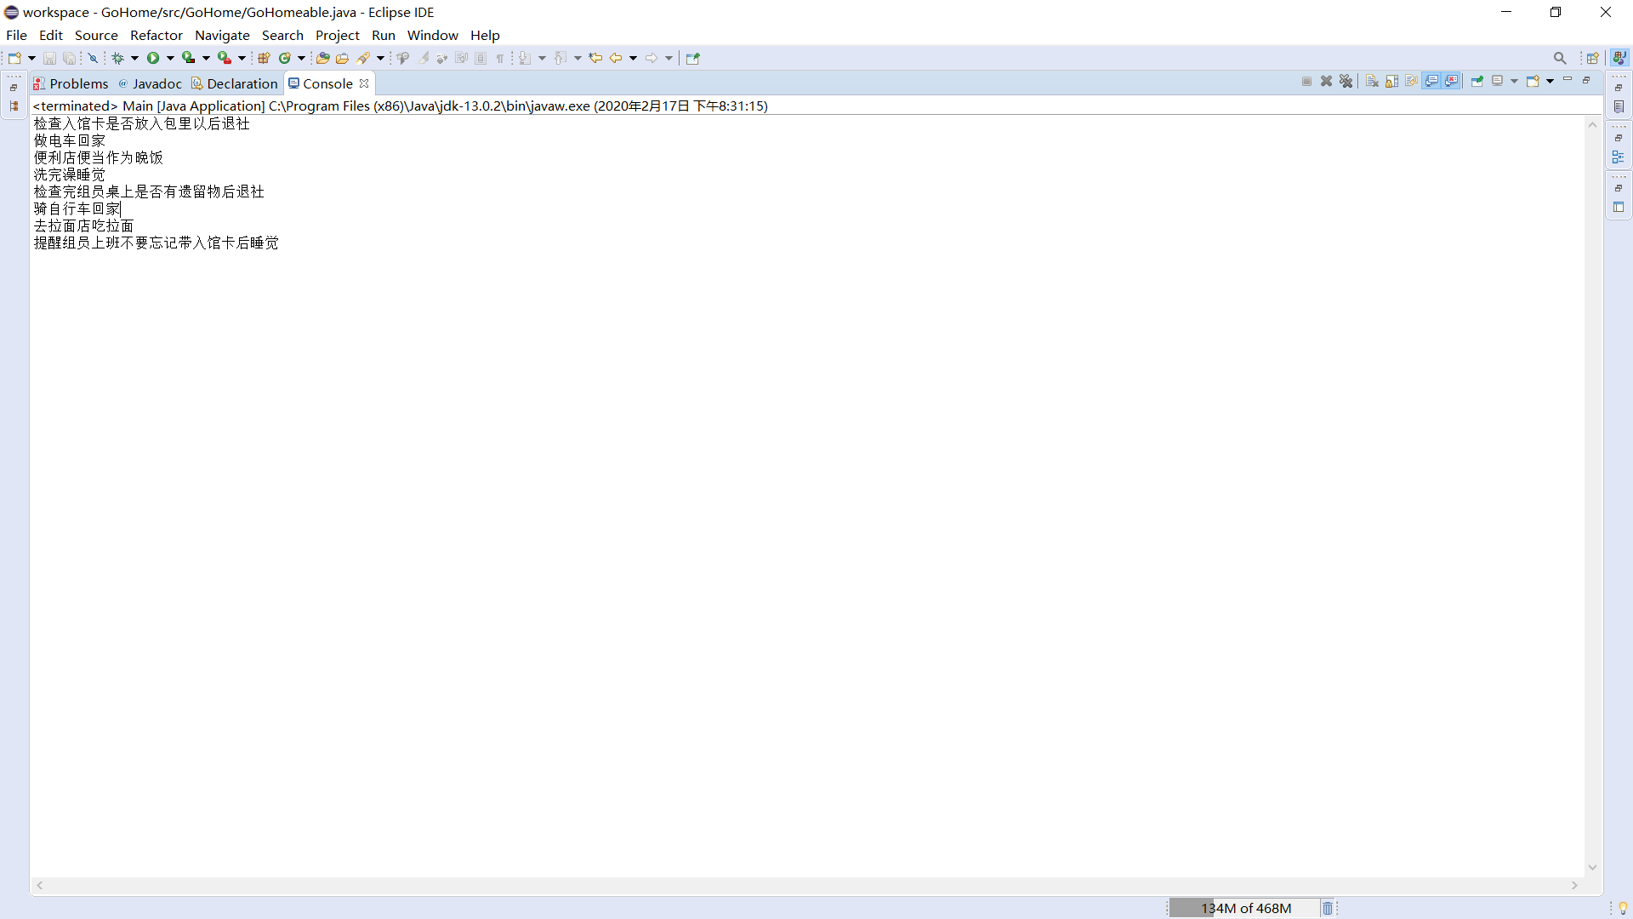 workspace - GoHome/src/GoHome/GoHomeable.java - Eclipse IDE
File Edit Source Refactor Navigate Search Project Run Window Help
Problems @ Javadoc Declaration Console
<terminated> Main [Java Application] C:\Program Files (x86)\Java\jdk-13.0.2\bin\javaw.exe (2020年2月17日 下午8:31:15)
检查入馆卡是否放入包里以后退社
做电车回家
便利店便当作为晚饭
洗完澡睡觉
检查完组员桌上是否有遗留物后退社
骑自行车回家
去拉面店吃拉面
提醒组员上班不要忘记带入馆卡后睡觉
134M of 468M